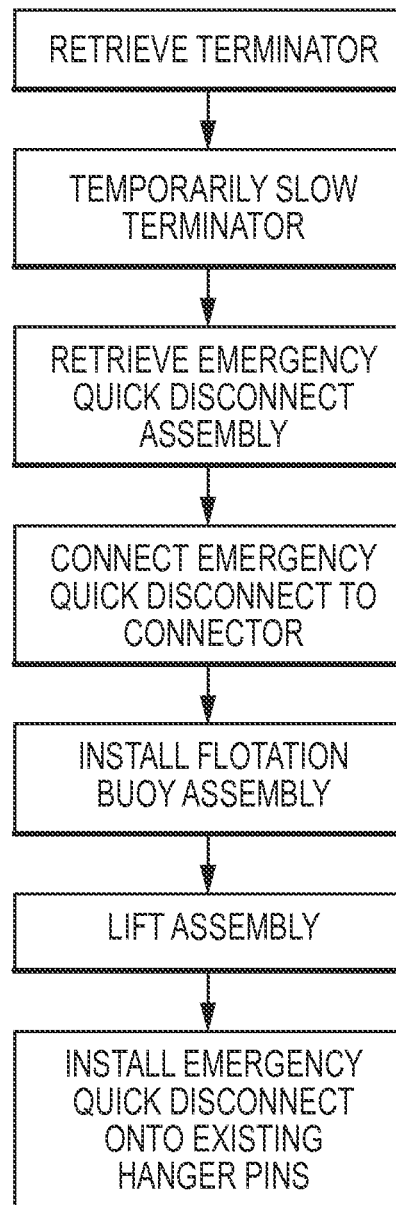 RETRIEVE TERMINATOR
TEMPORARILY SLOW
TERMINATOR
RETRIEVE EMERGENCY
QUICK DISCONNECT
ASSEMBLY
CONNECT EMERGENCY
QUICK DISCONNECT TO
CONNECTOR
INSTALL FLOTATION
BUOY ASSEMBLY
LIFT ASSEMBLY
INSTALL EMERGENCY
QUICK DISCONNECT
ONTO EXISTING
HANGER PINS